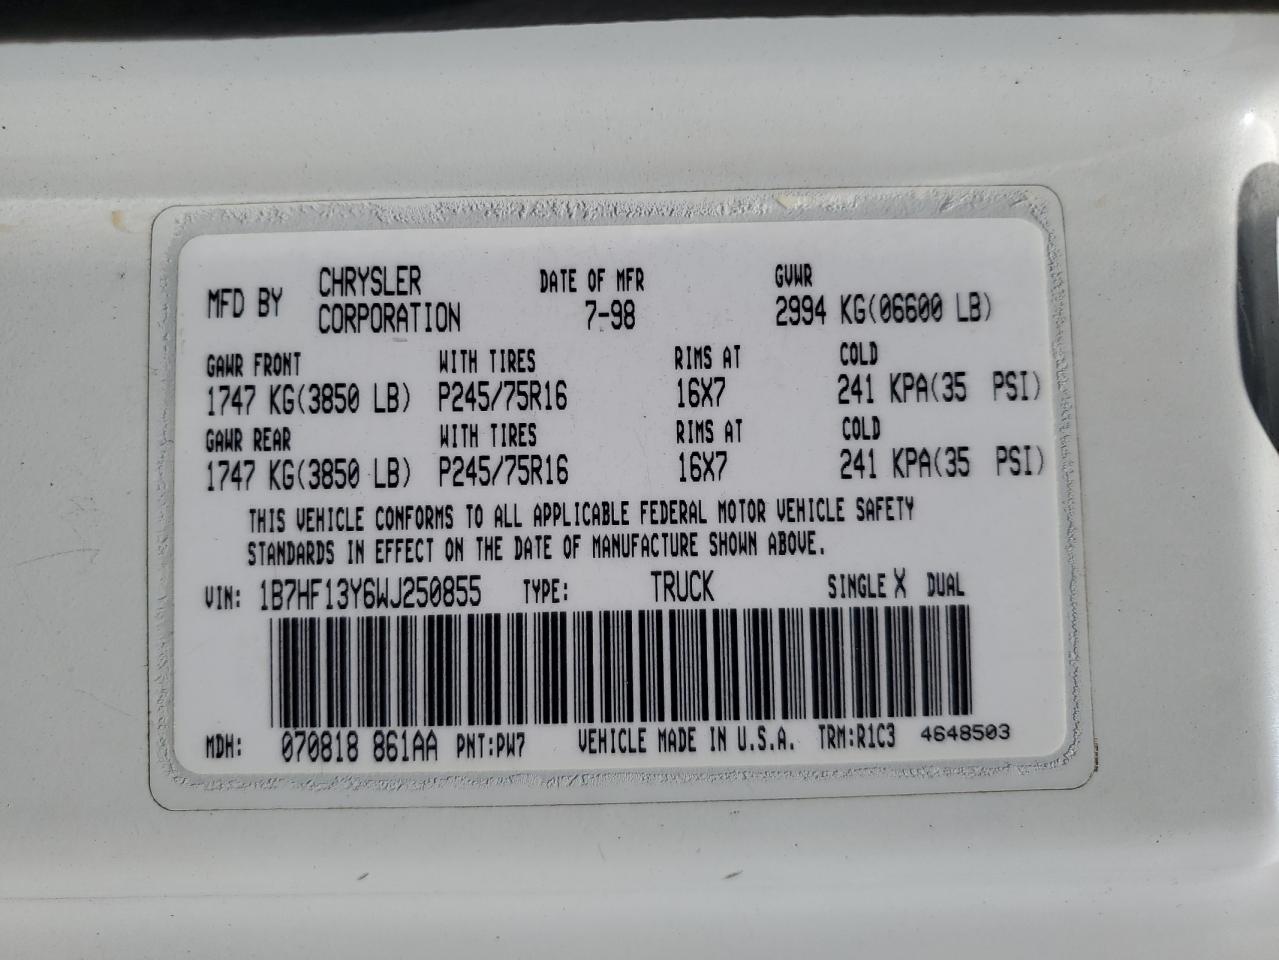 MFD BY CHRYSLER CORPORATION DATE OF MFR 7-98 GVWR 2994 KG(06600 LB)
GAWR FRONT WITH TIRES RIMS AT COLD
1747 KG(3850 LB) P245/75R16 16X7 241 KPA(35 PSI)
GAWR REAR WITH TIRES RIMS AT COLD
1747 KG(3850 LB) P245/75R16 16X7 241 KPA(35 PSI)
THIS VEHICLE CONFORMS TO ALL APPLICABLE FEDERAL MOTOR VEHICLE SAFETY
STANDARDS IN EFFECT ON THE DATE OF MANUFACTURE SHOWN ABOVE.
VIN: 1B7HF13Y6WJ250855 TYPE: TRUCK SINGLE X DUAL
MDH: 070818 861AA PNT:PW7 VEHICLE MADE IN U.S.A. TRM:R1C3 4648503